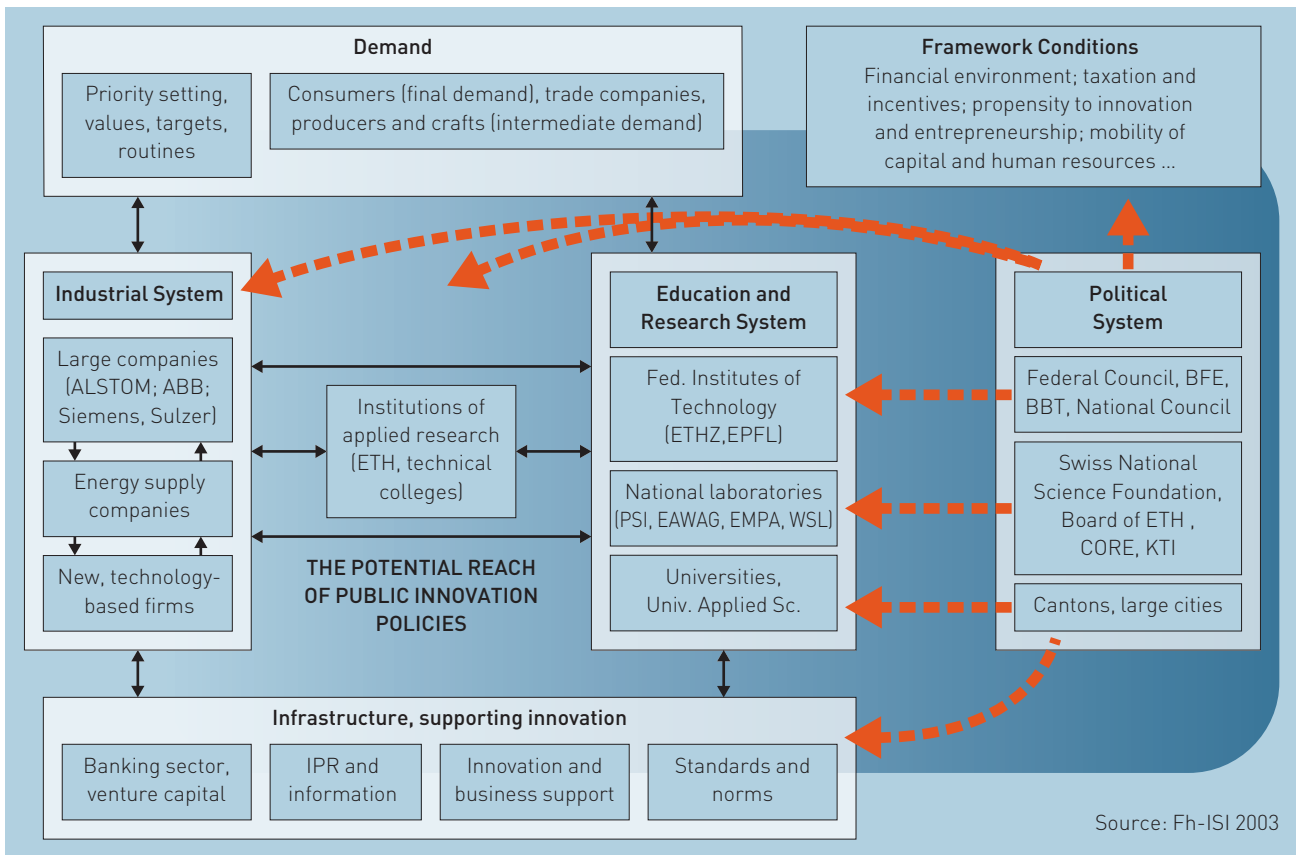 Demand
Priority setting,
values, targets,
routines
Consumers (final demand), trade companies,
producers and crafts (intermediate demand)
Framework Conditions
Financial environment; taxation and
incentives; propensity to innovation
and entrepreneurship; mobility of
capital and human resources ...
Industrial System
Large companies
(ALSTOM; ABB;
Siemens, Sulzer)
Energy supply
companies
New, technology-
based firms
Institutions of
applied research
(ETH, technical
colleges)
THE POTENTIAL REACH
OF PUBLIC INNOVATION
POLICIES
Education and
Research System
Fed. Institutes of
Technology
(ETHZ,EPFL)
National laboratories
(PSI, EAWAG, EMPA, WSL)
Universities,
Univ. Applied Sc.
Political
System
Federal Council, BFE,
BBT, National Council
Swiss National
Science Foundation,
Board of ETH ,
CORE, KTI
Cantons, large cities
Infrastructure, supporting innovation
Banking sector,
venture capital
IPR and
information
Innovation and
business support
Standards and
norms
Source: Fh-ISI 2003